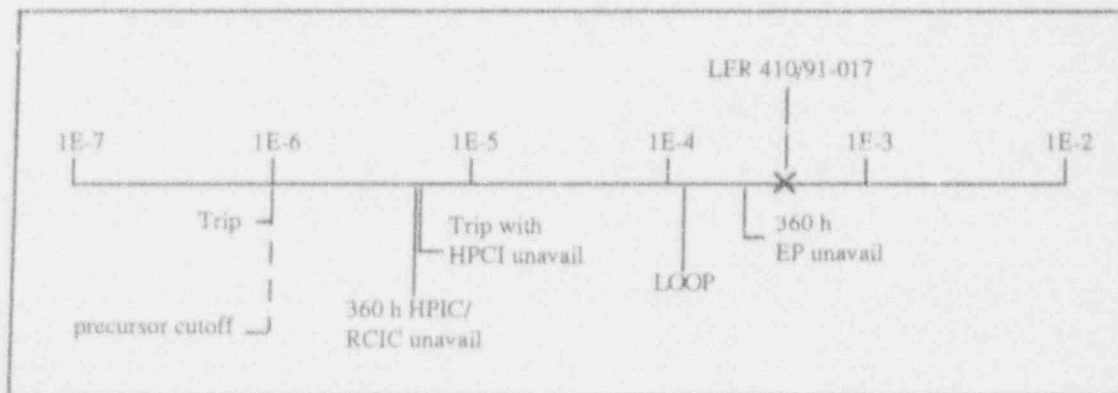 LER 410/91-017
1E-7 1E-6 1E-5 1E-4 1E-3 1E-2
Trip
Trip with
HPCI unavail
360 h
EP unavail
LOOP
360 h HPIC/
RCIC unavail
precursor cutoff